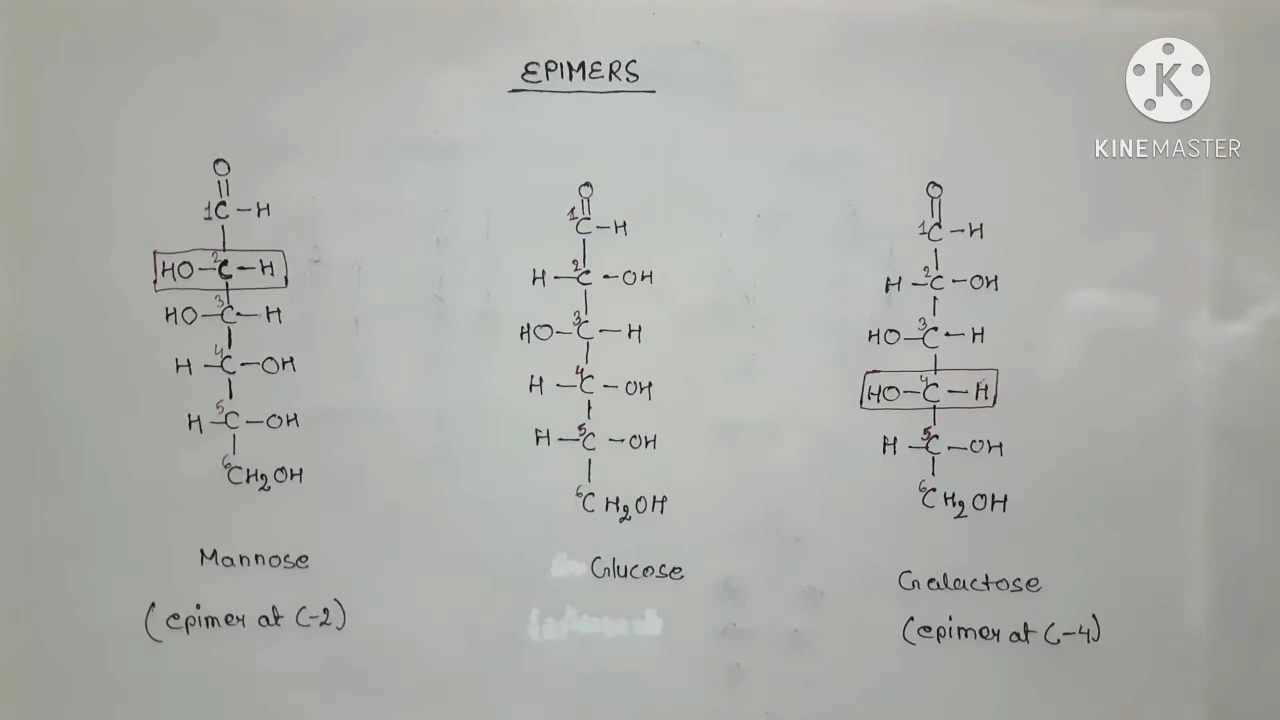 EPIMERS
K
KINEMASTER
O
1C-H
HO-2C-H
HO-3C-H
H-4C-OH
H-5C-OH
6CH2OH
Mannose
(epimer at C-2)
O
1C-H
H-2C-OH
HO-3C-H
H-4C-OH
H-5C-OH
6CH2OH
Glucose
O
1C-H
H-2C-OH
HO-3C-H
HO-4C-H
H-5C-OH
6CH2OH
Galactose
(epimer at C-4)